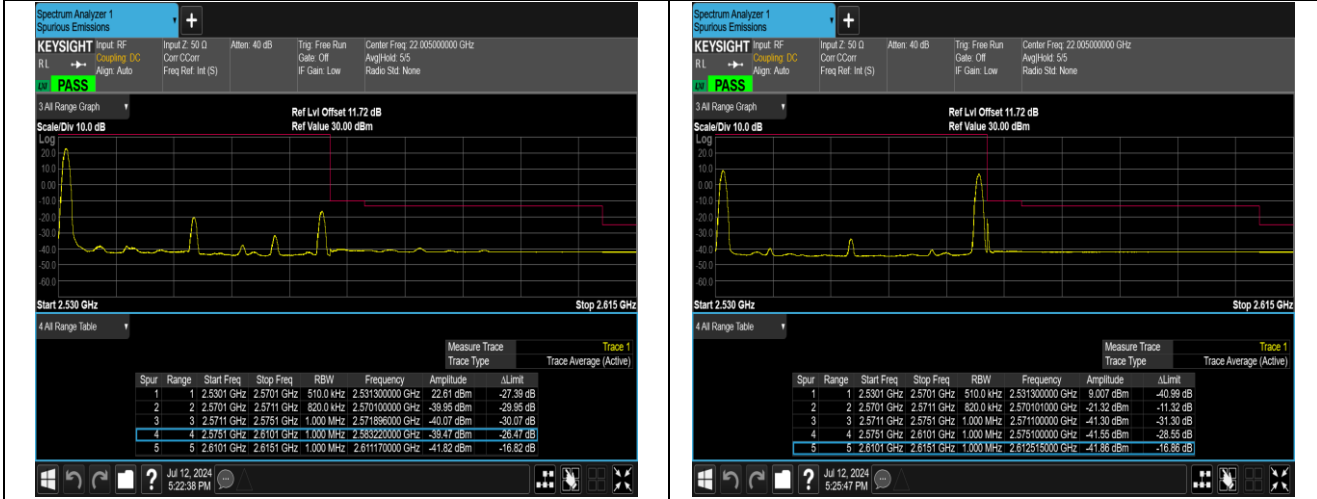 Spectrum Analyzer 1
Spurious Emissions
+
KEYSIGHT Input: RF Input Z: 50 Ω Atten: 40 dB Trig: Free Run Center Freq: 22.005000000 GHz
RL Coupling: DC Corr CCorr Gate: Off Avg|Hold: 5/5
Align: Auto Freq Ref: Int (S) IF Gain: Low Radio Std: None
PASS
3 All Range Graph
Ref Lvl Offset 11.72 dB
Scale/Div 10.0 dB Ref Value 30.00 dBm
Log
20.0
10.0
0.00
-10.0
-20.0
-30.0
-40.0
-50.0
-60.0
Start 2.530 GHz Stop 2.615 GHz
4 All Range Table
Measure Trace Trace 1
Trace Type Trace Average (Active)
Spur Range Start Freq Stop Freq RBW Frequency Amplitude ΔLimit
1 1 2.5301 GHz 2.5701 GHz 510.0 kHz 2.531300000 GHz 22.61 dBm -27.39 dB
2 2 2.5701 GHz 2.5711 GHz 820.0 kHz 2.570100000 GHz -39.95 dBm -29.95 dB
3 3 2.5711 GHz 2.5751 GHz 1.000 MHz 2.571896000 GHz -40.07 dBm -30.07 dB
4 4 2.5751 GHz 2.6101 GHz 1.000 MHz 2.583220000 GHz -39.47 dBm -26.47 dB
5 5 2.6101 GHz 2.6151 GHz 1.000 MHz 2.611170000 GHz -41.82 dBm -16.82 dB
? Jul 12, 2024
5:22:38 PM
Spectrum Analyzer 1
Spurious Emissions
+
KEYSIGHT Input: RF Input Z: 50 Ω Atten: 40 dB Trig: Free Run Center Freq: 22.005000000 GHz
RL Coupling: DC Corr CCorr Gate: Off Avg|Hold: 5/5
Align: Auto Freq Ref: Int (S) IF Gain: Low Radio Std: None
PASS
3 All Range Graph
Ref Lvl Offset 11.72 dB
Scale/Div 10.0 dB Ref Value 30.00 dBm
Log
20.0
10.0
0.00
-10.0
-20.0
-30.0
-40.0
-50.0
-60.0
Start 2.530 GHz Stop 2.615 GHz
4 All Range Table
Measure Trace Trace 1
Trace Type Trace Average (Active)
Spur Range Start Freq Stop Freq RBW Frequency Amplitude ΔLimit
1 1 2.5301 GHz 2.5701 GHz 510.0 kHz 2.531300000 GHz 9.007 dBm -40.99 dB
2 2 2.5701 GHz 2.5711 GHz 820.0 kHz 2.570101000 GHz -21.32 dBm -11.32 dB
3 3 2.5711 GHz 2.5751 GHz 1.000 MHz 2.571100000 GHz -41.30 dBm -31.30 dB
4 4 2.5751 GHz 2.6101 GHz 1.000 MHz 2.575100000 GHz -41.55 dBm -28.55 dB
5 5 2.6101 GHz 2.6151 GHz 1.000 MHz 2.612515000 GHz -41.86 dBm -16.86 dB
? Jul 12, 2024
5:25:47 PM